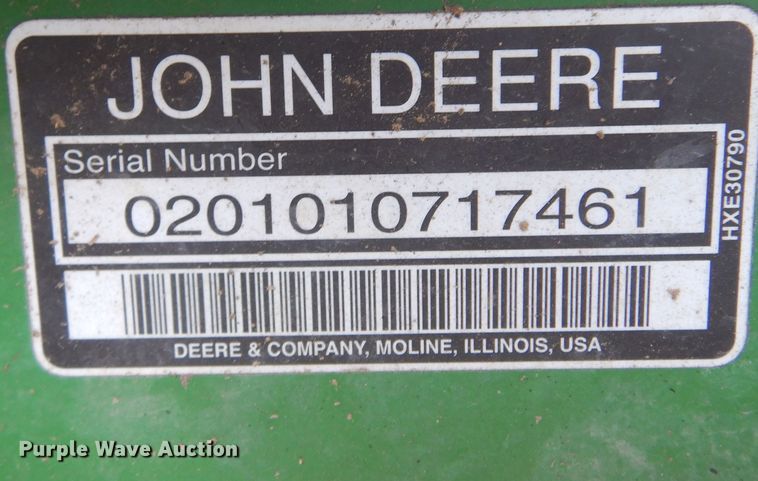 JOHN DEERE
Serial Number
0201010717461
HXE30790
DEERE & COMPANY, MOLINE, ILLINOIS, USA
Purple Wave Auction